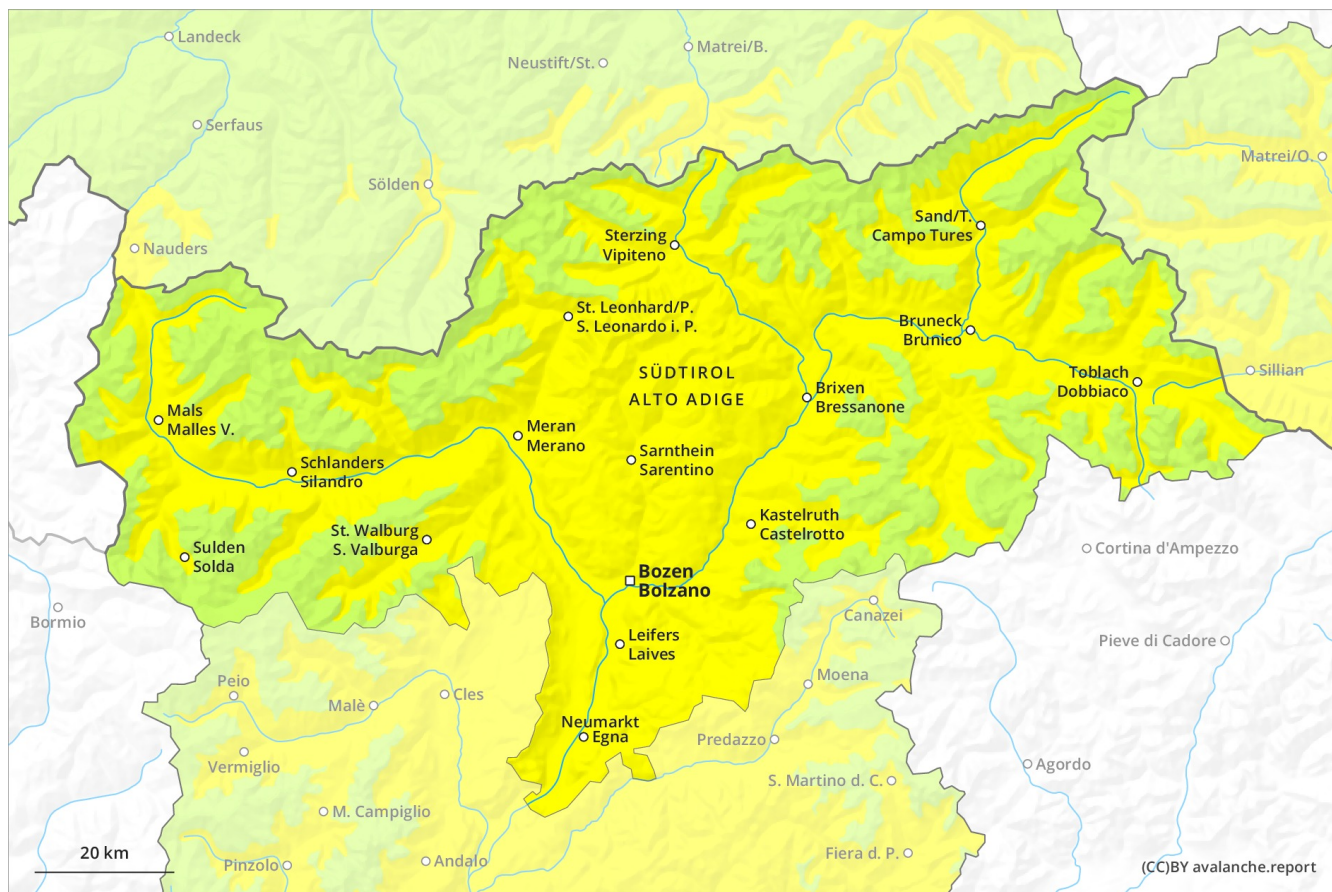 Landeck
Matrei/B.
Neustift/St.
Serfaus
Matrei/O.
Sölden
Nauders
Sand/T.
Campo Tures
Sterzing
Vipiteno
St. Leonhard/P.
S. Leonardo i. P.
Bruneck
Brunico
SÜDTIROL
ALTO ADIGE
Toblach
Dobbiaco
Sillian
Brixen
Bressanone
Mals
Malles V.
Meran
Merano
Sarnthein
Sarentino
Schlanders
Silandro
Kastelruth
Castelrotto
St. Walburg
S. Valburga
Sulden
Solda
Cortina d'Ampezzo
Bozen
Bolzano
Bormio
Canazei
Leifers
Laives
Pieve di Cadore
Peio
Moena
Cles
Malè
Neumarkt
Egna
Predazzo
Vermiglio
Agordo
S. Martino d. C.
M. Campiglio
20 km
Pinzolo
Andalo
Fiera d. P.
(CC)BY avalanche.report